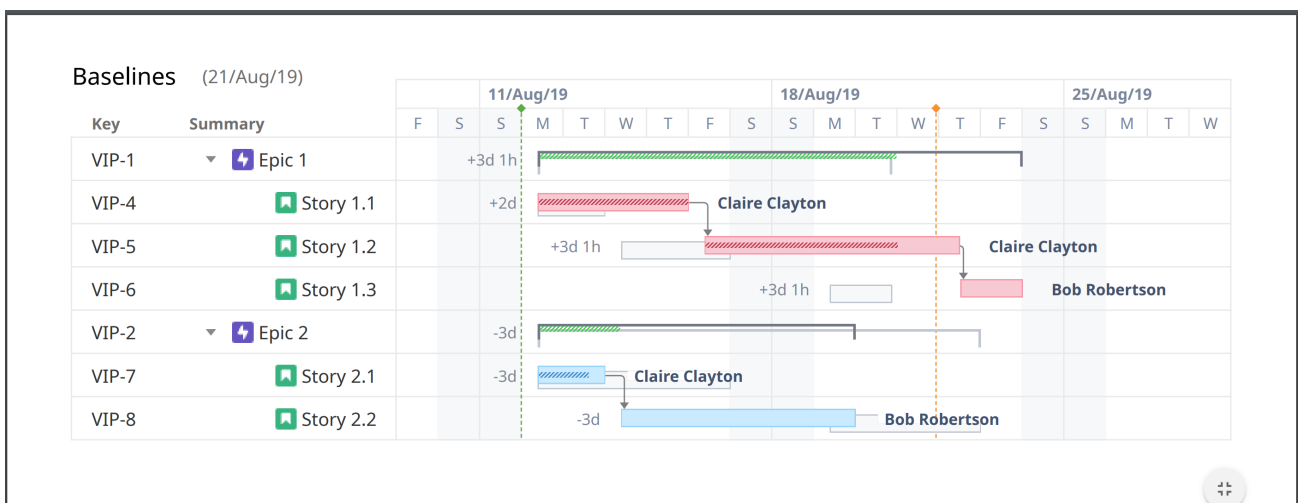 Baselines (21/Aug/19)
11/Aug/19 18/Aug/19 25/Aug/19
Key Summary F S S M T W T F S S M T W T F S S M T W
VIP-1 Epic 1 +3d 1h
VIP-4 Story 1.1 +2d Claire Clayton
VIP-5 Story 1.2 +3d 1h Claire Clayton
VIP-6 Story 1.3 +3d 1h Bob Robertson
VIP-2 Epic 2 -3d
VIP-7 Story 2.1 -3d Claire Clayton
VIP-8 Story 2.2 -3d Bob Robertson